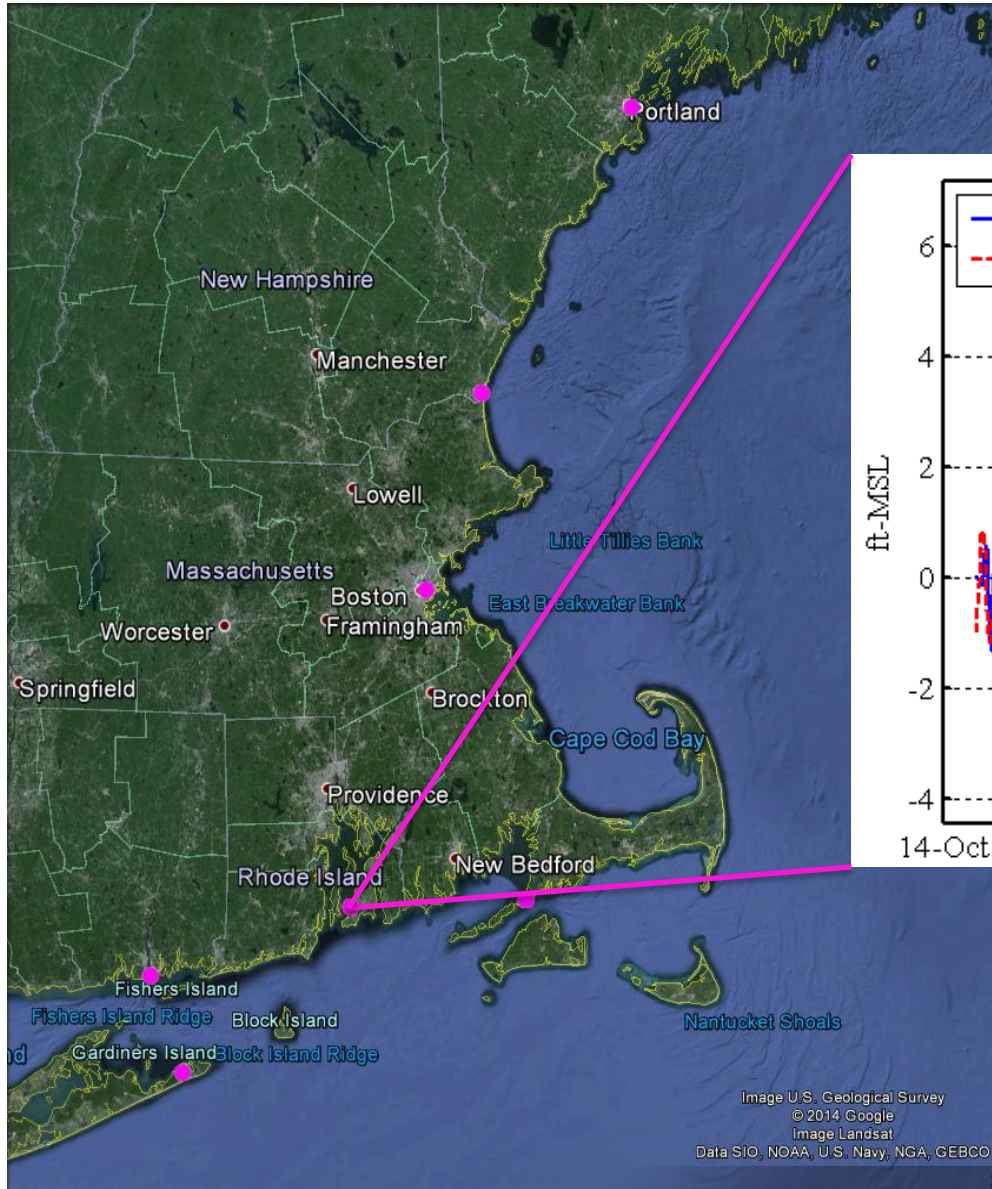 Portland
New Hampshire
Manchester
Lowell
Little Tillies Bank
Massachusetts
Boston
East Breakwater Bank
Worcester
Framingham
Springfield
Brockton
Cape Cod Bay
Providence
New Bedford
Rhode Island
Fishers Island
Fishers Island Ridge
Block Island
Nantucket Shoals
nd
Gardiners Island
Block Island Ridge
Image U.S. Geological Survey
© 2014 Google
Image Landsat
Data SIO, NOAA, U.S. Navy, NGA, GEBCO
6
4
2
0
-2
-4
ft-MSL
14-Oct